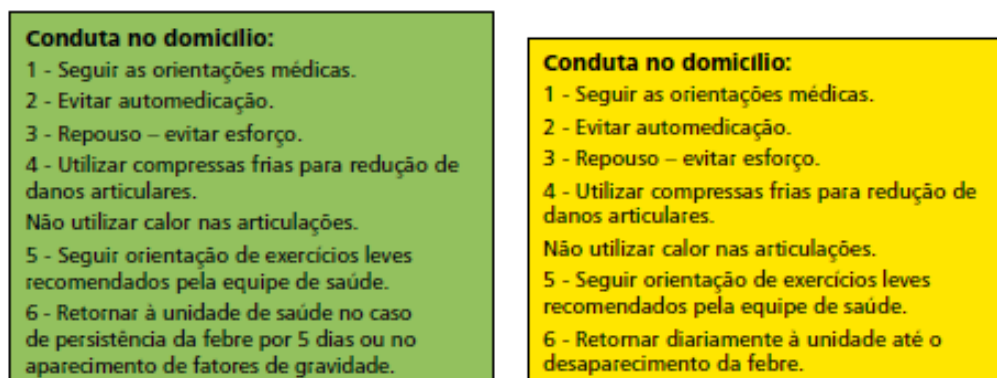 Conduta no domicílio:
1 - Seguir as orientações médicas.
2 - Evitar automedicação.
3 - Repouso – evitar esforço.
4 - Utilizar compressas frias para redução de
danos articulares.
Não utilizar calor nas articulações.
5 - Seguir orientação de exercícios leves
recomendados pela equipe de saúde.
6 - Retornar à unidade de saúde no caso
de persistência da febre por 5 dias ou no
aparecimento de fatores de gravidade.
Conduta no domicílio:
1 - Seguir as orientações médicas.
2 - Evitar automedicação.
3 - Repouso – evitar esforço.
4 - Utilizar compressas frias para redução de
danos articulares.
Não utilizar calor nas articulações.
5 - Seguir orientação de exercícios leves
recomendados pela equipe de saúde.
6 - Retornar diariamente à unidade até o
desaparecimento da febre.